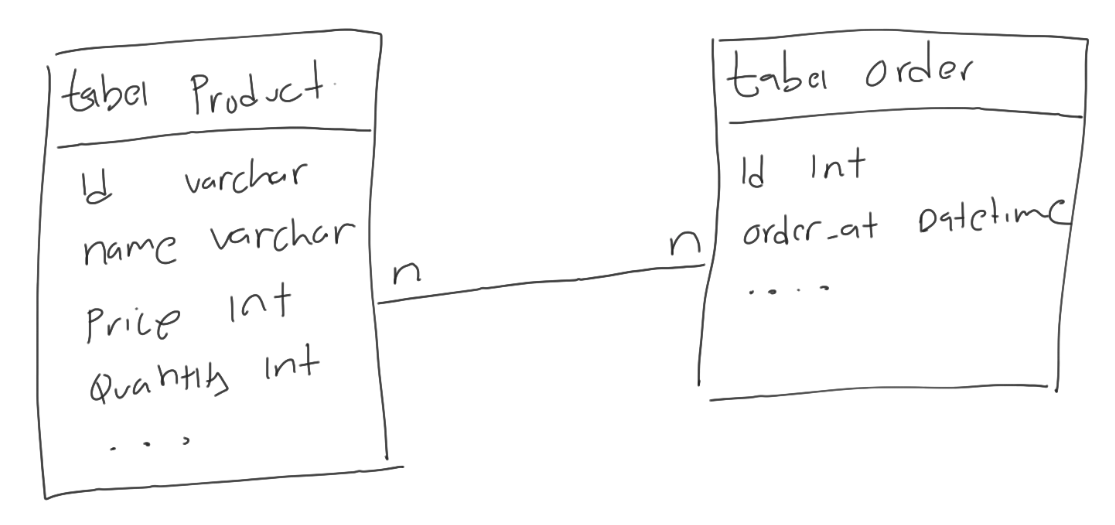 tabel Product
Id varchar
name varchar
Price Int
Quantity Int
....
n
n
tabel order
Id Int
order_at Datetime
....